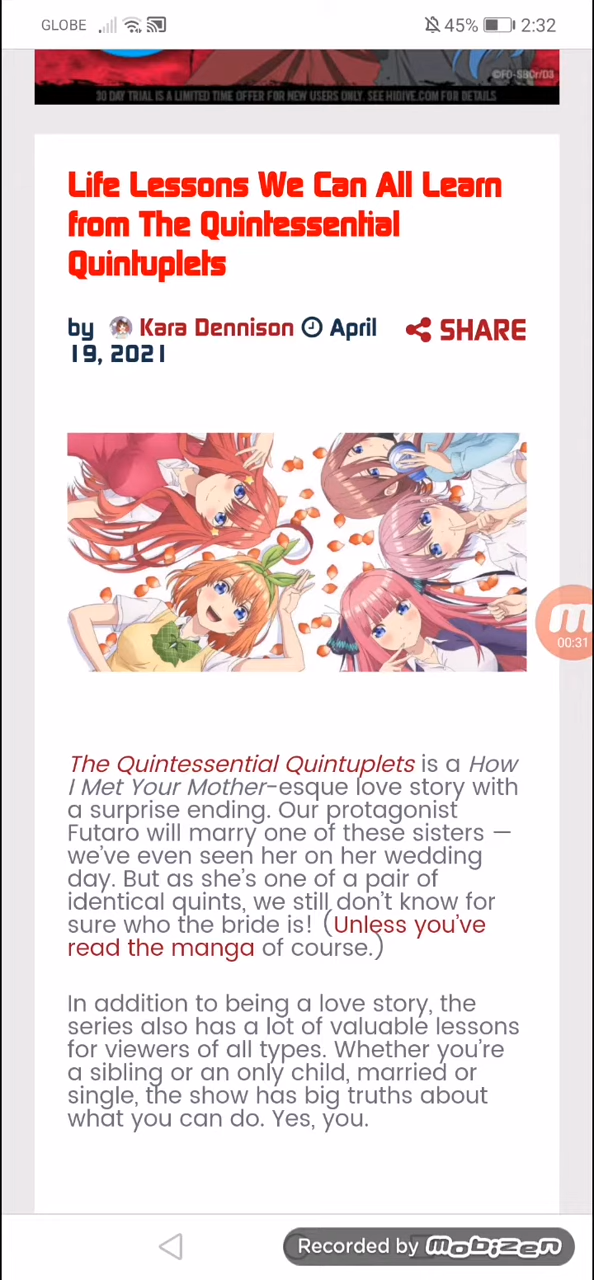 GLOBE 45% 2:32
©FO-SBCr/D3
30 DAY TRIAL IS A LIMITED TIME OFFER FOR NEW USERS ONLY. SEE HIDIVE.COM FOR DETAILS
Life Lessons We Can All Learn
from The Quintessential
Quintuplets
by Kara Dennison April
19, 2021
SHARE
00:31
The Quintessential Quintuplets is a How
I Met Your Mother-esque love story with
a surprise ending. Our protagonist
Futaro will marry one of these sisters —
we've even seen her on her wedding
day. But as she's one of a pair of
identical quints, we still don't know for
sure who the bride is! (Unless you've
read the manga of course.)
In addition to being a love story, the
series also has a lot of valuable lessons
for viewers of all types. Whether you're
a sibling or an only child, married or
single, the show has big truths about
what you can do. Yes, you.
Recorded by mobizen